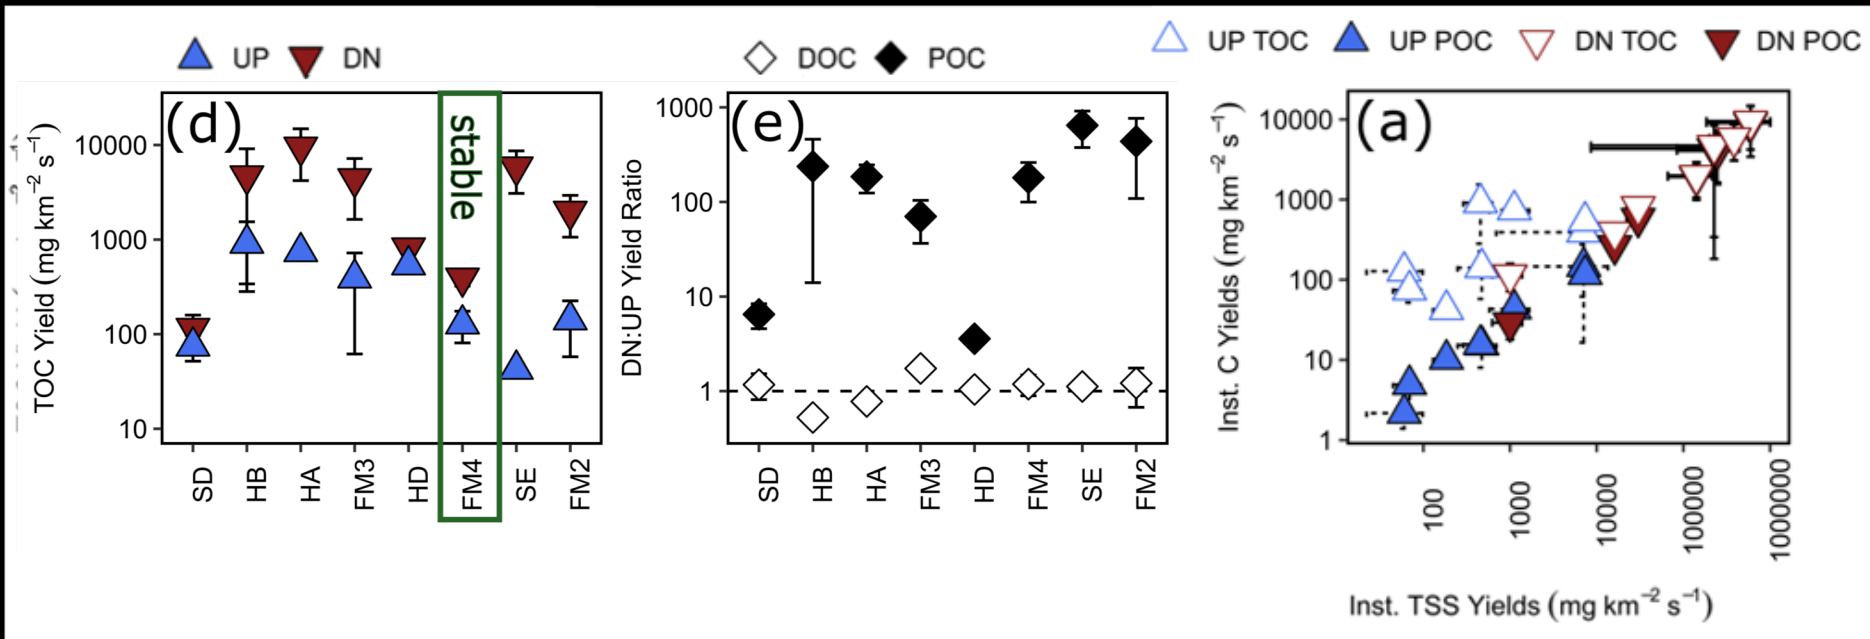 UP DN
(d)
stable
TOC Yield (mg km⁻² s⁻¹)
10000
1000
100
10
SD HB HA FM3 HD FM4 SE FM2
DOC POC
(e)
DN:UP Yield Ratio
1000
100
10
1
SD HB HA FM3 HD FM4 SE FM2
UP TOC UP POC DN TOC DN POC
(a)
Inst. C Yields (mg km⁻² s⁻¹)
10000
1000
100
10
1
100 1000 10000 100000 1000000
Inst. TSS Yields (mg km⁻² s⁻¹)